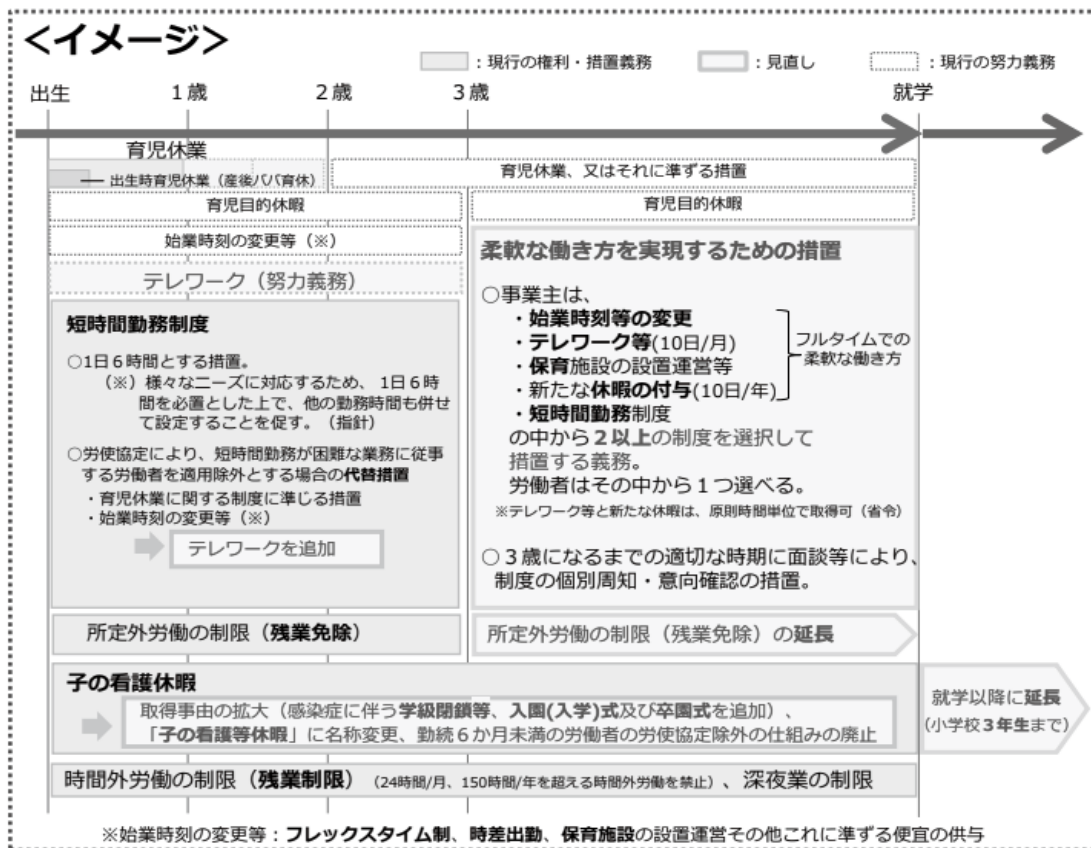 ＜イメージ＞
：現行の権利・措置義務
：見直し
：現行の努力義務
出生
１歳
２歳
３歳
就学
育児休業
出生時育児休業（産後パパ育休）
育児休業、又はそれに準ずる措置
育児目的休暇
育児目的休暇
始業時刻の変更等（※）
テレワーク（努力義務）
短時間勤務制度
○1日６時間とする措置。
（※）様々なニーズに対応するため、1日６時
間を必置とした上で、他の勤務時間も併せ
て設定することを促す。（指針）
○労使協定により、短時間勤務が困難な業務に従事
する労働者を適用除外とする場合の代替措置
・育児休業に関する制度に準じる措置
・始業時刻の変更等（※）
テレワークを追加
柔軟な働き方を実現するための措置
○事業主は、
・始業時刻等の変更
・テレワーク等(10日/月)
・保育施設の設置運営等
・新たな休暇の付与(10日/年)
・短時間勤務制度
フルタイムでの
柔軟な働き方
の中から２以上の制度を選択して
措置する義務。
労働者はその中から１つ選べる。
※テレワーク等と新たな休暇は、原則時間単位で取得可（省令）
○３歳になるまでの適切な時期に面談等により、
制度の個別周知・意向確認の措置。
所定外労働の制限（残業免除）
所定外労働の制限（残業免除）の延長
子の看護休暇
取得事由の拡大（感染症に伴う学級閉鎖等、入園(入学)式及び卒園式を追加）、
「子の看護等休暇」に名称変更、勤続６か月未満の労働者の労使協定除外の仕組みの廃止
就学以降に延長
（小学校３年生まで）
時間外労働の制限（残業制限）（24時間/月、150時間/年を超える時間外労働を禁止）、深夜業の制限
※始業時刻の変更等：フレックスタイム制、時差出勤、保育施設の設置運営その他これに準ずる便宜の供与